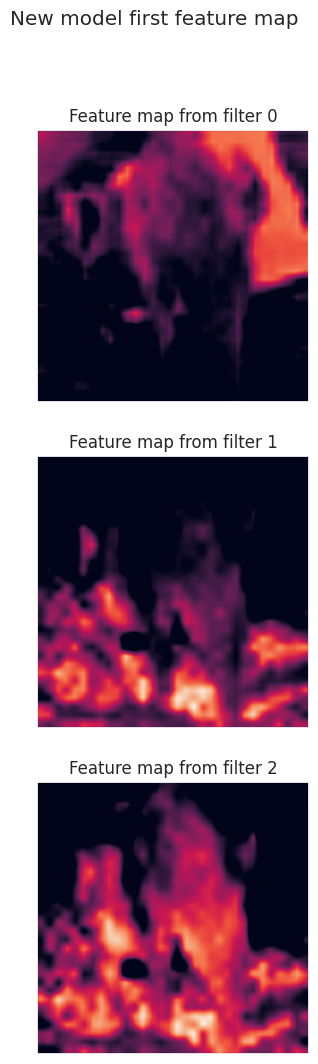 New model first feature map
Feature map from filter 0
Feature map from filter 1
Feature map from filter 2